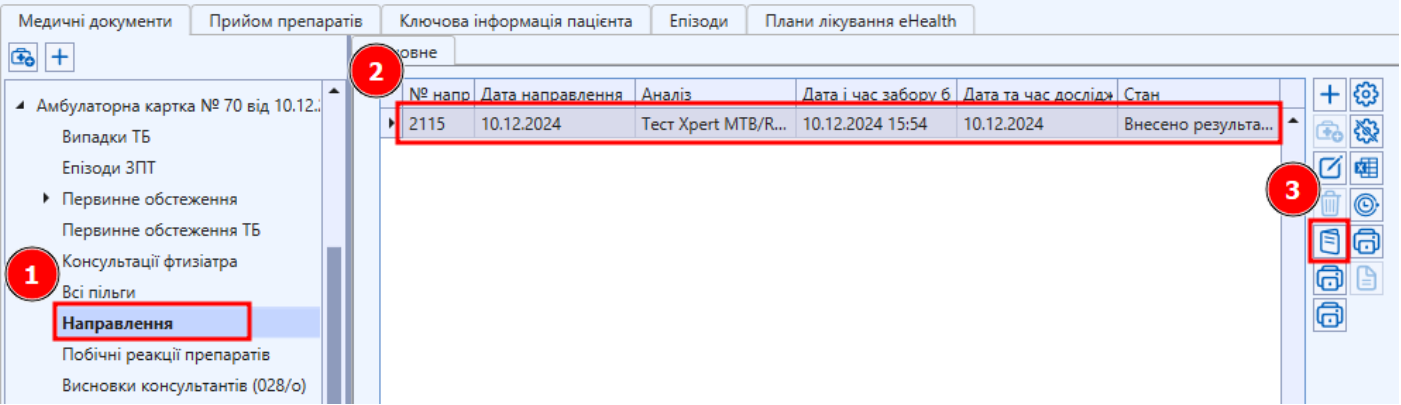 Медичні документи Прийом препаратів Ключова інформація пацієнта Епізоди Плани лікування eHealth
2
№ напр Дата направлення Аналіз Дата і час забору б Дата та час дослідж Стан
2115 10.12.2024 Тест Xpert MTB/R... 10.12.2024 15:54 10.12.2024 Внесено результа...
3
Амбулаторна картка № 70 від 10.12.:
Випадки ТБ
Епізоди ЗПТ
Первинне обстеження
Первинне обстеження ТБ
1
Консультації фтизіатра
Всі пільги
Направлення
Побічні реакції препаратів
Висновки консультантів (028/о)